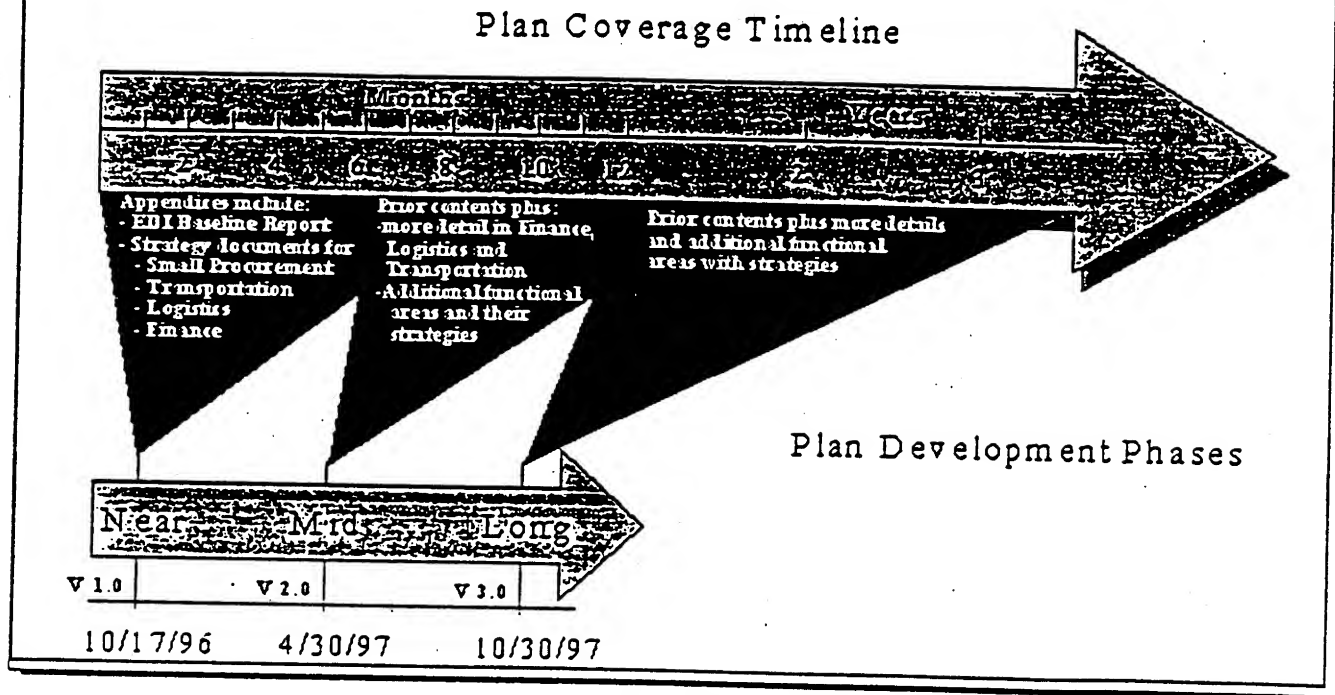 Plan Coverage Timeline
Months
Years
2 4 6 8 10 12 2
Appendices include:
- EDI Baseline Report
- Strategy documents for
- Small Procurement
- Transportation
- Logistics
- Finance
Prior contents plus:
-more detail in Finance,
Logistics and
Transportation
-Additional functional
areas and their
strategies
Prior contents plus more details
and additional functional
areas with strategies
Plan Development Phases
Near Mid Long
V 1.0 V 2.0 V 3.0
10/17/96 4/30/97 10/30/97